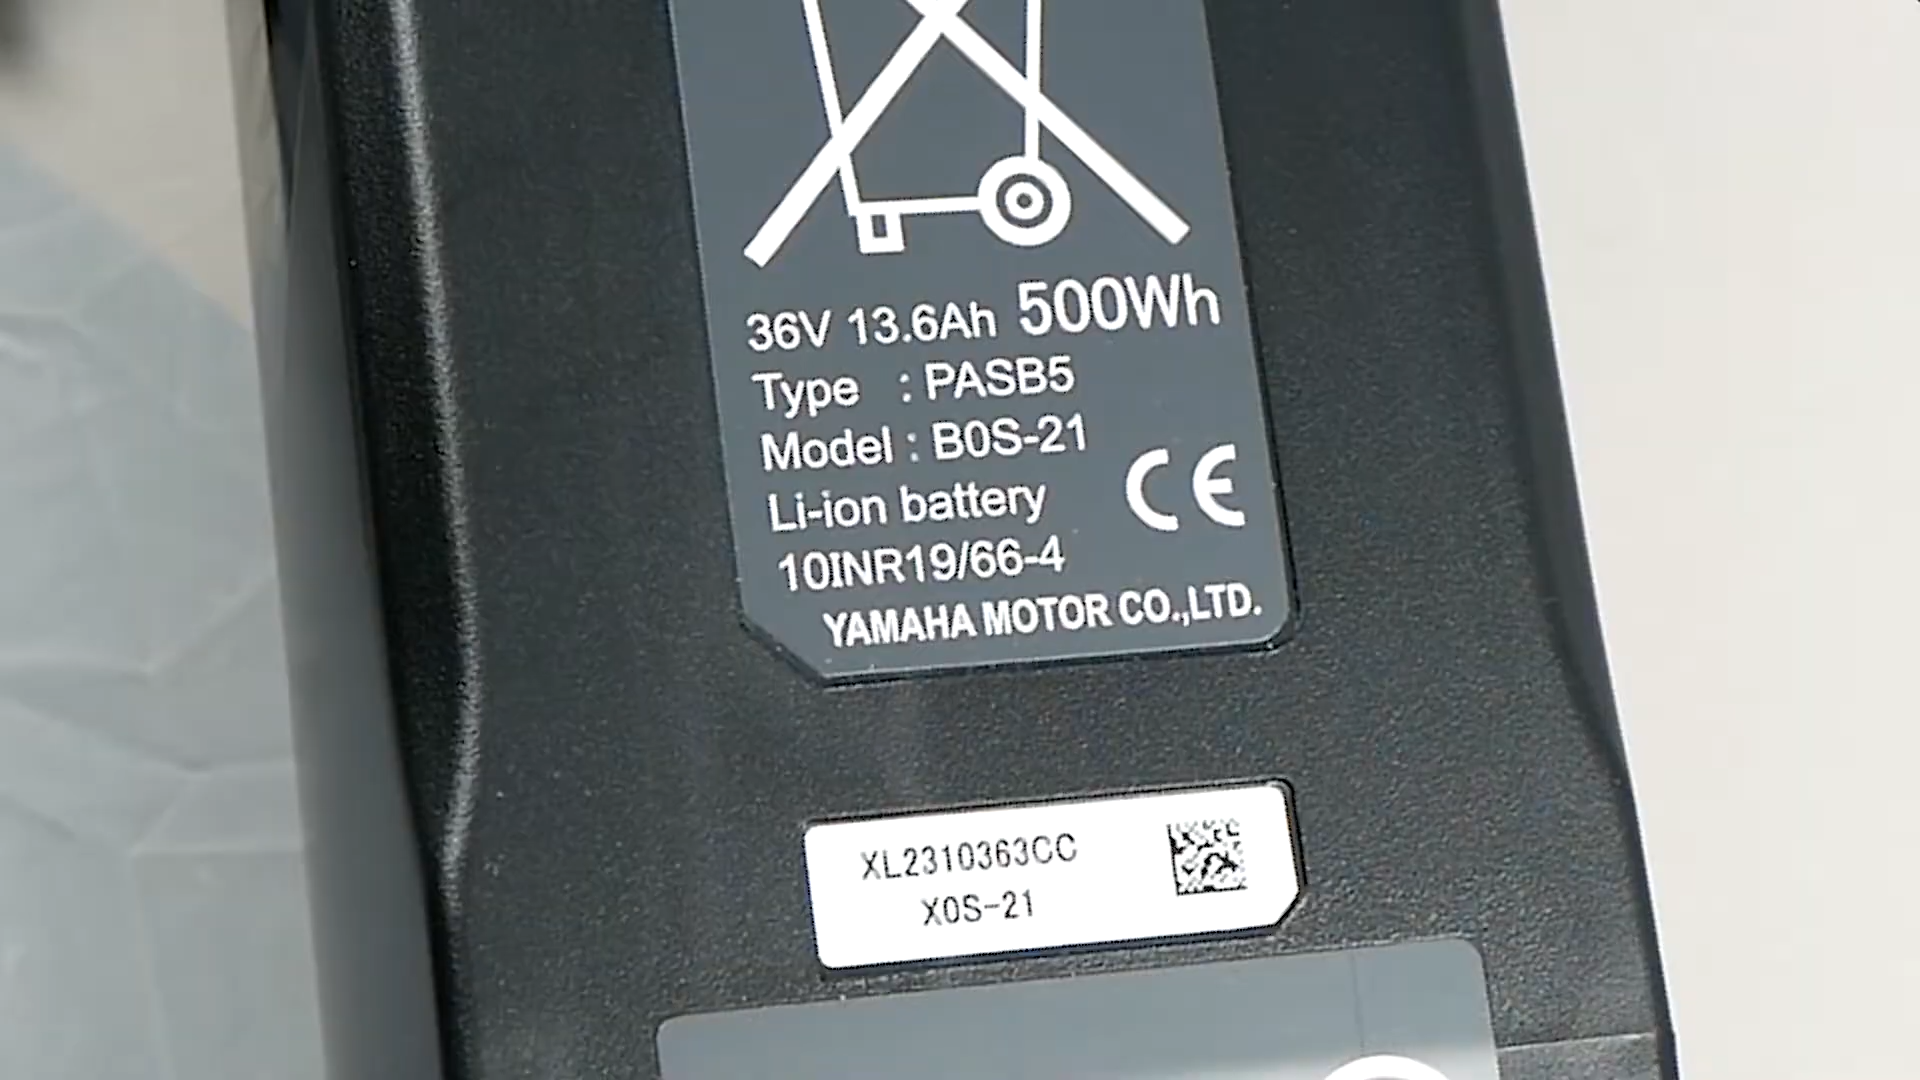 36V 13.6Ah 500Wh
Type : PASB5
Model : B0S-21
Li-ion battery
10INR19/66-4
CE
YAMAHA MOTOR CO.,LTD.
XL2310363CC
X0S-21